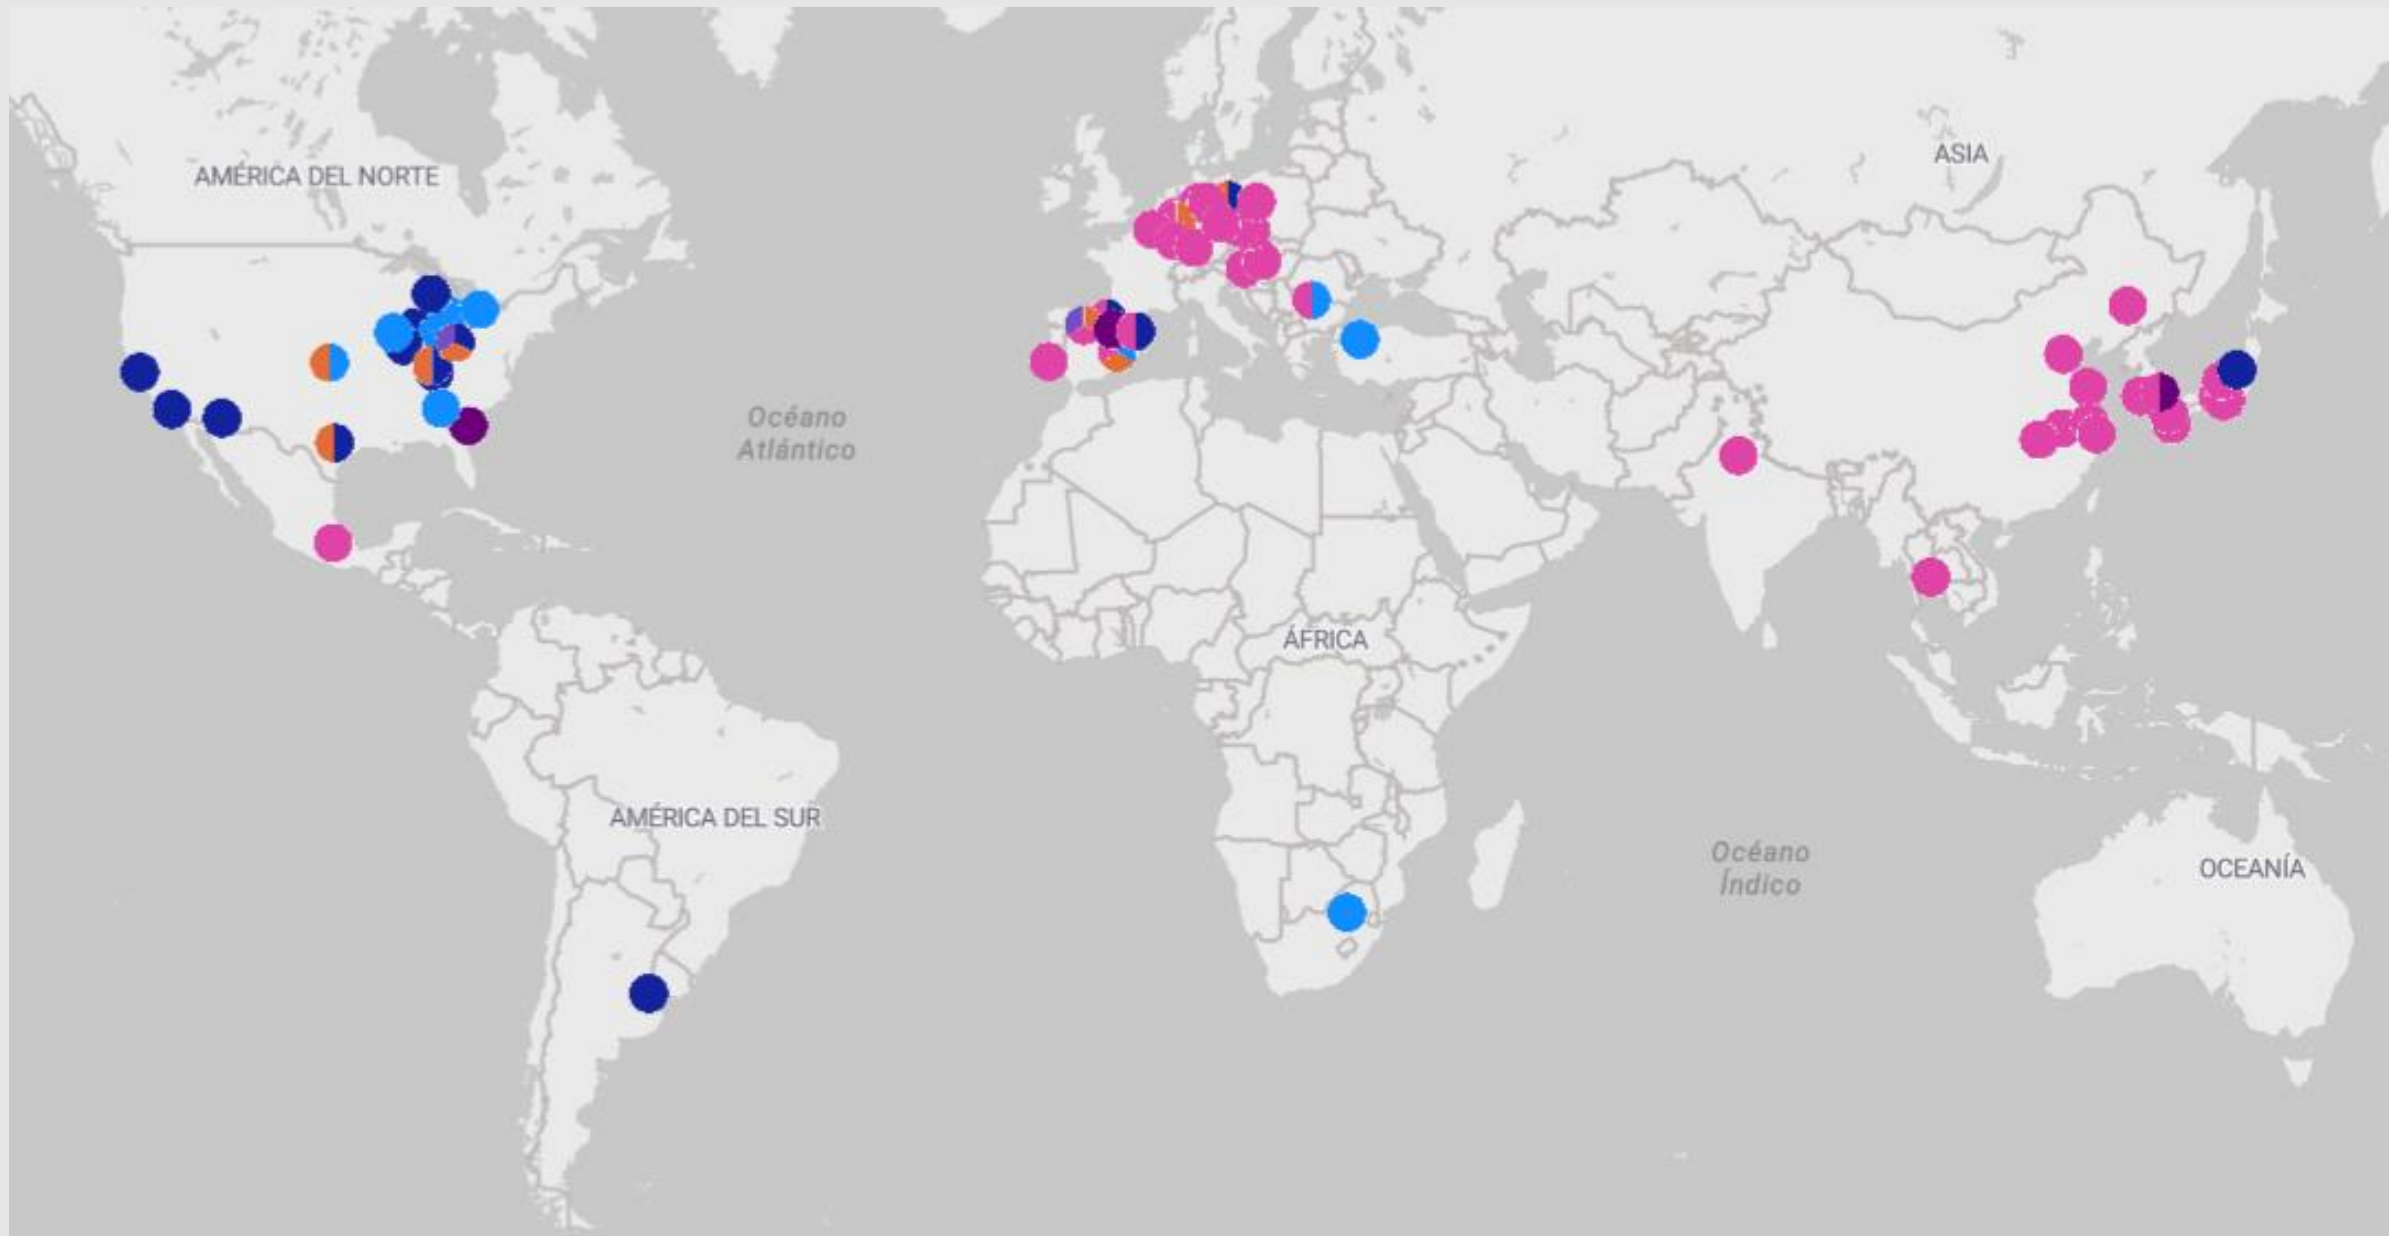 AMÉRICA DEL NORTE
ASIA
Océano
Atlántico
ÁFRICA
AMÉRICA DEL SUR
Océano
Índico
OCEANÍA